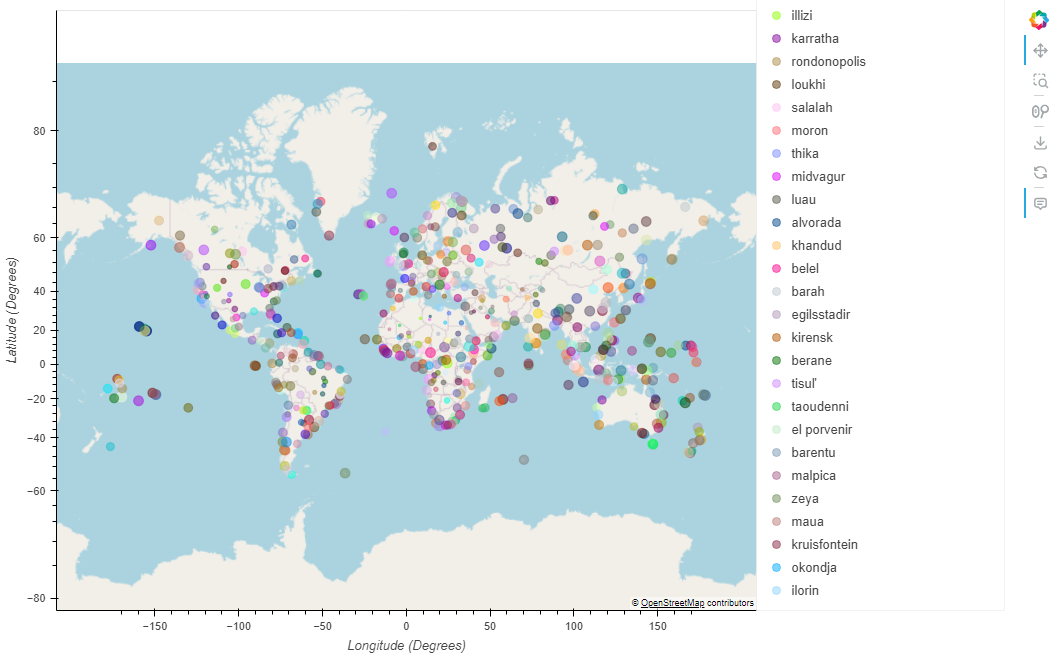 illizi
karratha
rondonopolis
loukhi
salalah
moron
thika
midvagur
luau
alvorada
khandud
belel
barah
egilsstadir
kirensk
berane
tisul'
taoudenni
el porvenir
barentu
malpica
zeya
maua
kruisfontein
okondja
ilorin
80
60
40
20
0
−20
−40
−60
−80
Latitude (Degrees)
© OpenStreetMap contributors
−150
−100
−50
0
50
100
150
Longitude (Degrees)